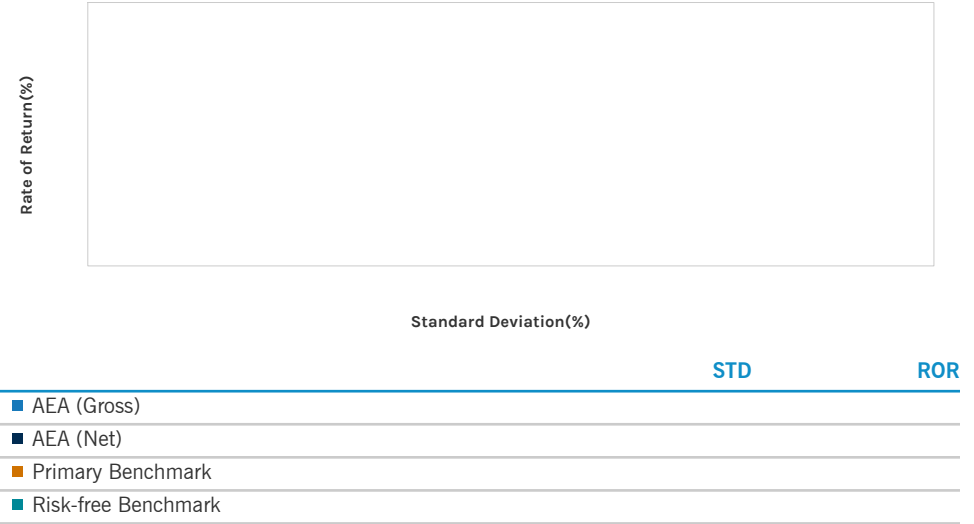 Rate of Return(%)
Standard Deviation(%)
STD ROR
AEA (Gross)
AEA (Net)
Primary Benchmark
Risk-free Benchmark